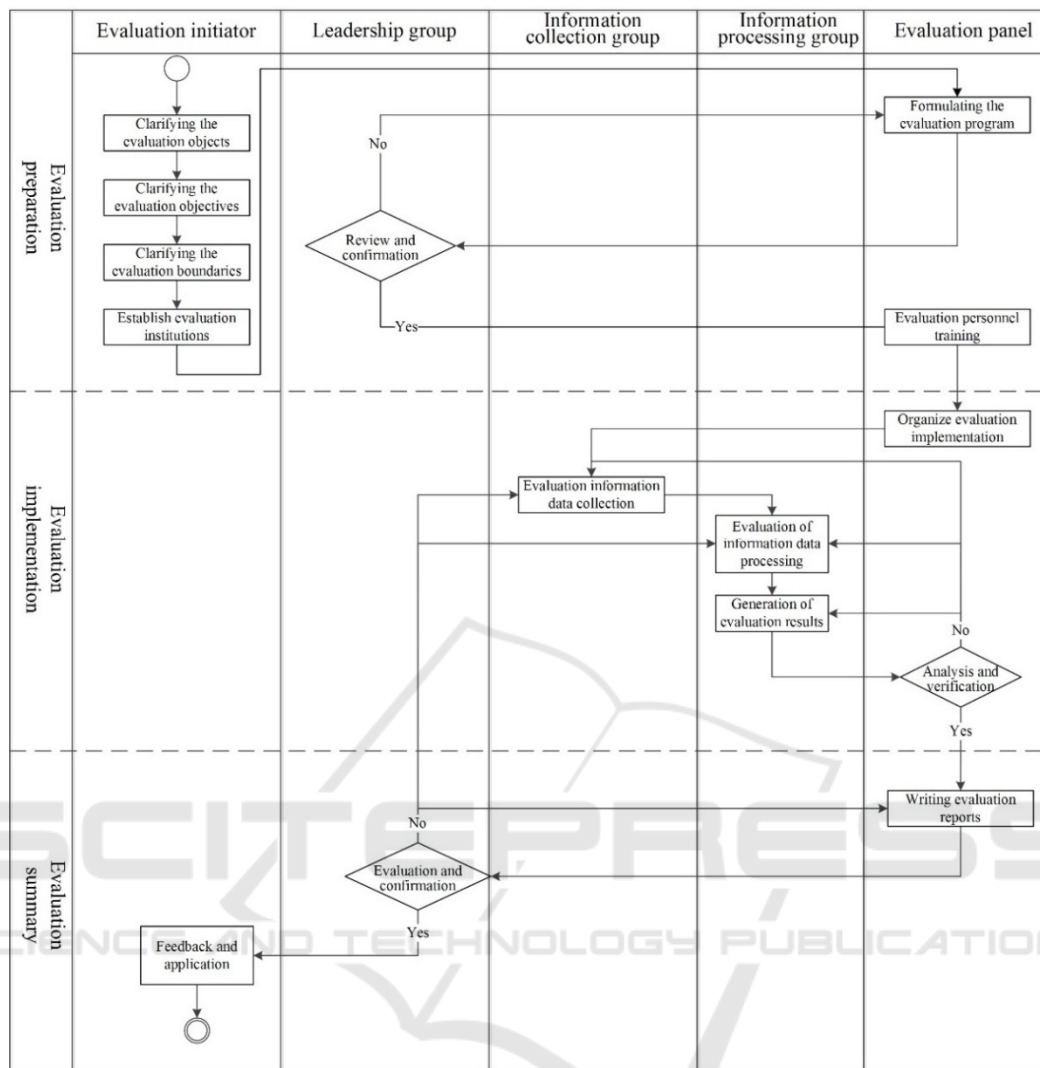 Evaluation initiator
Leadership group
Information
collection group
Information
processing group
Evaluation panel
Evaluation
preparation
Clarifying the
evaluation objects
Clarifying the
evaluation objectives
Clarifying the
evaluation boundaries
Establish evaluation
institutions
No
Review and
confirmation
Yes
Formulating the
evaluation program
Evaluation personnel
training
Evaluation
implementation
Organize evaluation
implementation
Evaluation information
data collection
Evaluation of
information data
processing
Generation of
evaluation results
No
Analysis and
verification
Yes
Evaluation
summary
Writing evaluation
reports
No
Evaluation and
confirmation
Yes
Feedback and
application
SCITEPRESS
SCIENCE AND TECHNOLOGY PUBLICATION